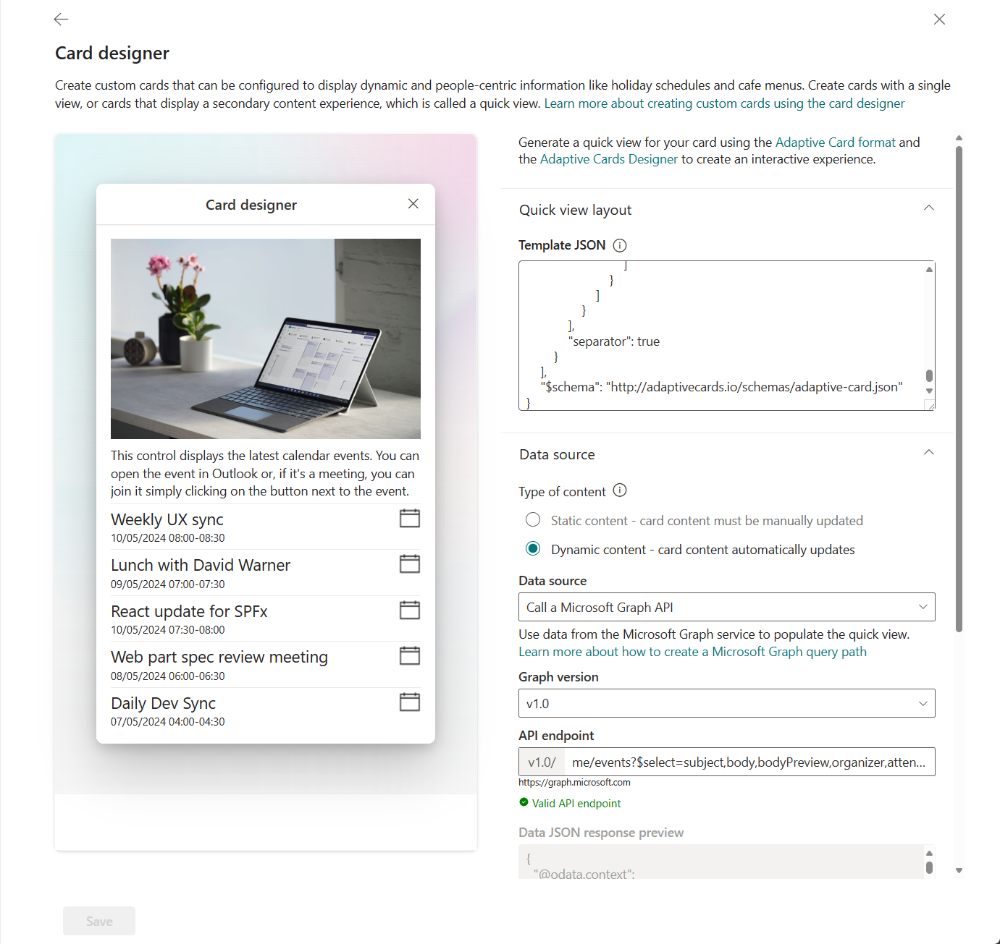 Card designer
Create custom cards that can be configured to display dynamic and people-centric information like holiday schedules and cafe menus. Create cards with a single
view, or cards that display a secondary content experience, which is called a quick view. Learn more about creating custom cards using the card designer
Card designer
This control displays the latest calendar events. You can
open the event in Outlook or, if it's a meeting, you can
join it simply clicking on the button next to the event.
Weekly UX sync
10/05/2024 08:00-08:30
Lunch with David Warner
09/05/2024 07:00-07:30
React update for SPFx
10/05/2024 07:30-08:00
Web part spec review meeting
08/05/2024 06:00-06:30
Daily Dev Sync
07/05/2024 04:00-04:30
Generate a quick view for your card using the Adaptive Card format and
the Adaptive Cards Designer to create an interactive experience.
Quick view layout
Template JSON
]
}
]
}
],
"separator": true
}
],
"$schema": "http://adaptivecards.io/schemas/adaptive-card.json"
}
Data source
Type of content
Static content - card content must be manually updated
Dynamic content - card content automatically updates
Data source
Call a Microsoft Graph API
Use data from the Microsoft Graph service to populate the quick view.
Learn more about how to create a Microsoft Graph query path
Graph version
v1.0
API endpoint
v1.0/ me/events?$select=subject,body,bodyPreview,organizer,atten...
https://graph.microsoft.com
Valid API endpoint
Data JSON response preview
{
"@odata.context":
Save